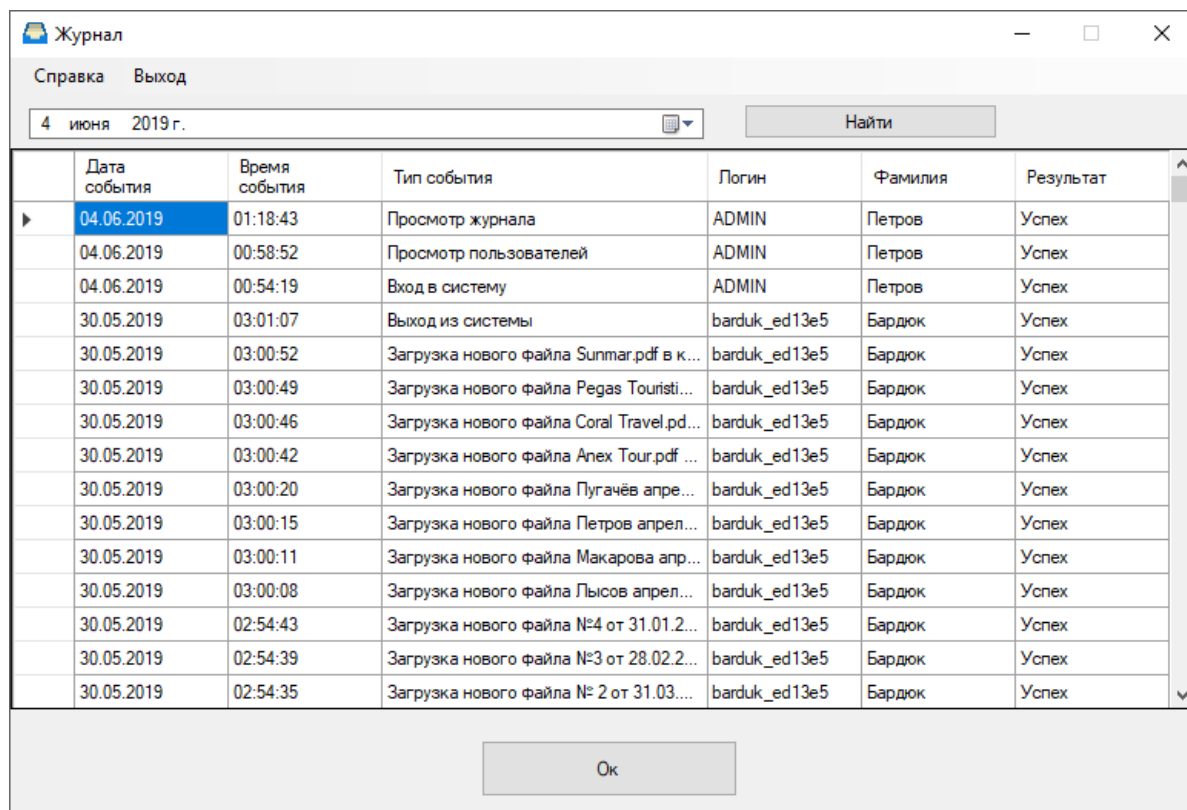 Журнал
Справка Выход
4 июня 2019 г.
Найти
Дата события Время события Тип события Логин Фамилия Результат
04.06.2019 01:18:43 Просмотр журнала ADMIN Петров Успех
04.06.2019 00:58:52 Просмотр пользователей ADMIN Петров Успех
04.06.2019 00:54:19 Вход в систему ADMIN Петров Успех
30.05.2019 03:01:07 Выход из системы barduk_ed13e5 Бардюк Успех
30.05.2019 03:00:52 Загрузка нового файла Sunmar.pdf в к... barduk_ed13e5 Бардюк Успех
30.05.2019 03:00:49 Загрузка нового файла Pegas Touristi... barduk_ed13e5 Бардюк Успех
30.05.2019 03:00:46 Загрузка нового файла Coral Travel.pd... barduk_ed13e5 Бардюк Успех
30.05.2019 03:00:42 Загрузка нового файла Anex Tour.pdf ... barduk_ed13e5 Бардюк Успех
30.05.2019 03:00:20 Загрузка нового файла Пугачёв апре... barduk_ed13e5 Бардюк Успех
30.05.2019 03:00:15 Загрузка нового файла Петров апрел... barduk_ed13e5 Бардюк Успех
30.05.2019 03:00:11 Загрузка нового файла Макарова апр... barduk_ed13e5 Бардюк Успех
30.05.2019 03:00:08 Загрузка нового файла Лысов апрел... barduk_ed13e5 Бардюк Успех
30.05.2019 02:54:43 Загрузка нового файла №4 от 31.01.2... barduk_ed13e5 Бардюк Успех
30.05.2019 02:54:39 Загрузка нового файла №3 от 28.02.2... barduk_ed13e5 Бардюк Успех
30.05.2019 02:54:35 Загрузка нового файла № 2 от 31.03.... barduk_ed13e5 Бардюк Успех
Ок